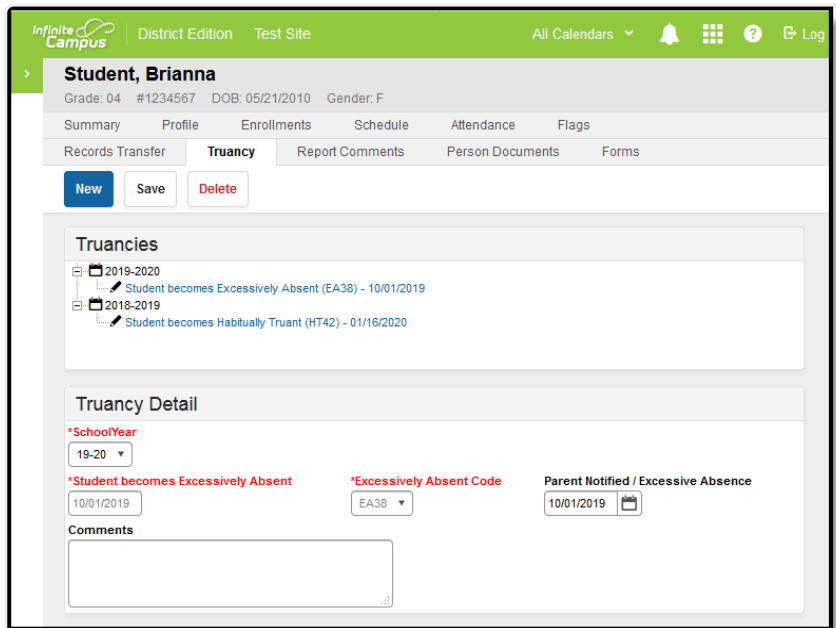 Infinite Campus District Edition Test Site All Calendars Log
Student, Brianna
Grade: 04 #1234567 DOB: 05/21/2010 Gender: F
Summary Profile Enrollments Schedule Attendance Flags
Records Transfer Truancy Report Comments Person Documents Forms
New Save Delete
Truancies
2019-2020
Student becomes Excessively Absent (EA38) - 10/01/2019
2018-2019
Student becomes Habitually Truant (HT42) - 01/16/2020
Truancy Detail
*SchoolYear
19-20
*Student becomes Excessively Absent *Excessively Absent Code Parent Notified / Excessive Absence
10/01/2019 EA38 10/01/2019
Comments